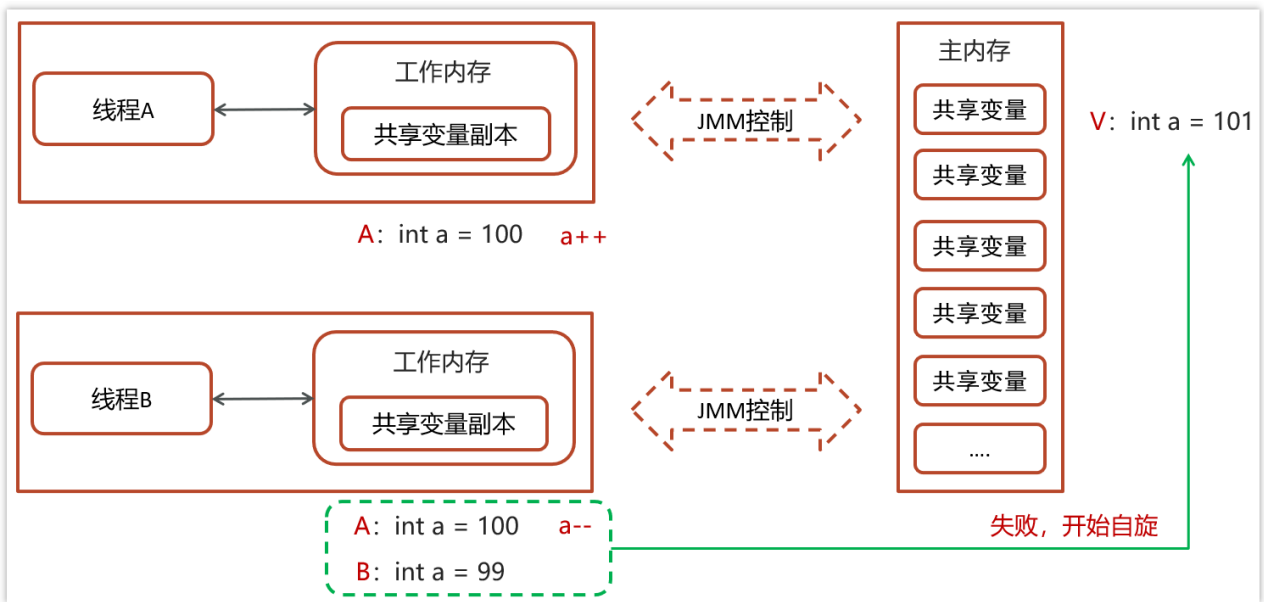 线程A
工作内存
共享变量副本
A：int a = 100 a++
JMM控制
主内存
共享变量
共享变量
共享变量
共享变量
共享变量
....
V：int a = 101
线程B
工作内存
共享变量副本
JMM控制
A：int a = 100 a--
B：int a = 99
失败，开始自旋